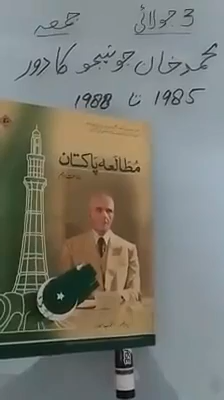 3 جولائی جمعہ
محمد خان جونیجو کا دور
1985 تا 1988
مطالعہ پاکستان